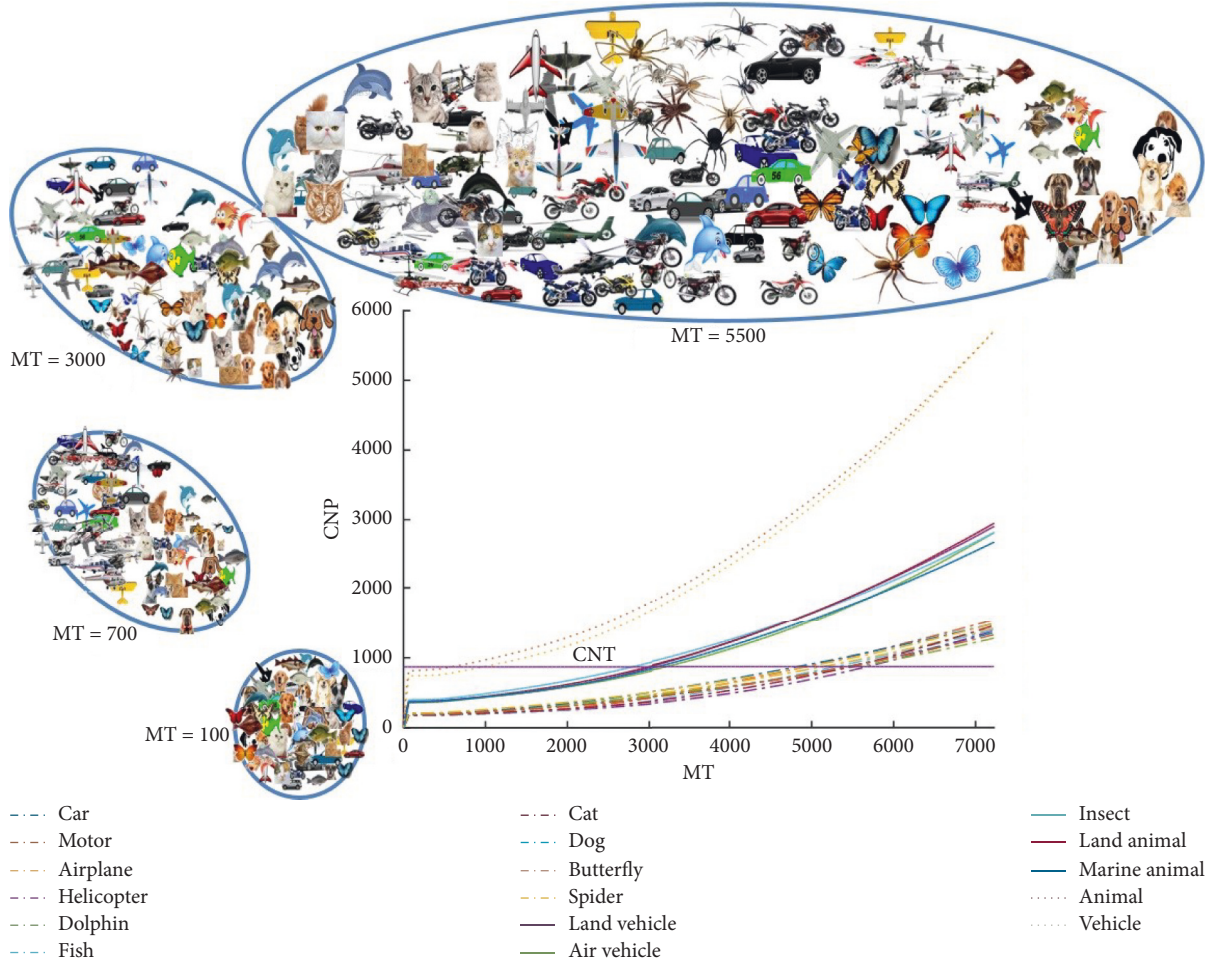 MT = 3000
MT = 5500
MT = 700
MT = 100
6000
5000
4000
3000
2000
1000
0
CNP
CNT
0
1000
2000
3000
4000
5000
6000
7000
MT
Car
Motor
Airplane
Helicopter
Dolphin
Fish
Cat
Dog
Butterfly
Spider
Land vehicle
Air vehicle
Insect
Land animal
Marine animal
Animal
Vehicle
56